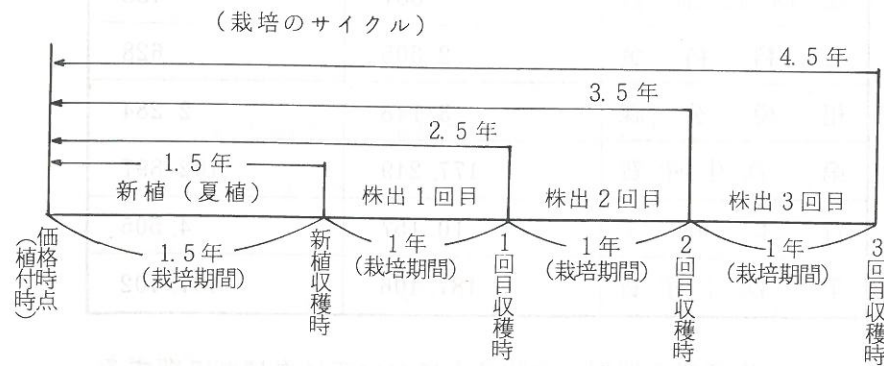 (栽培のサイクル)
4.5年
3.5年
2.5年
1.5年
新植(夏植)
株出1回目
株出2回目
株出3回目
価格時点
(植付時)
1.5年
(栽培期間)
新植収穫時
1年
(栽培期間)
1回目収穫時
1年
(栽培期間)
2回目収穫時
1年
(栽培期間)
3回目収穫時